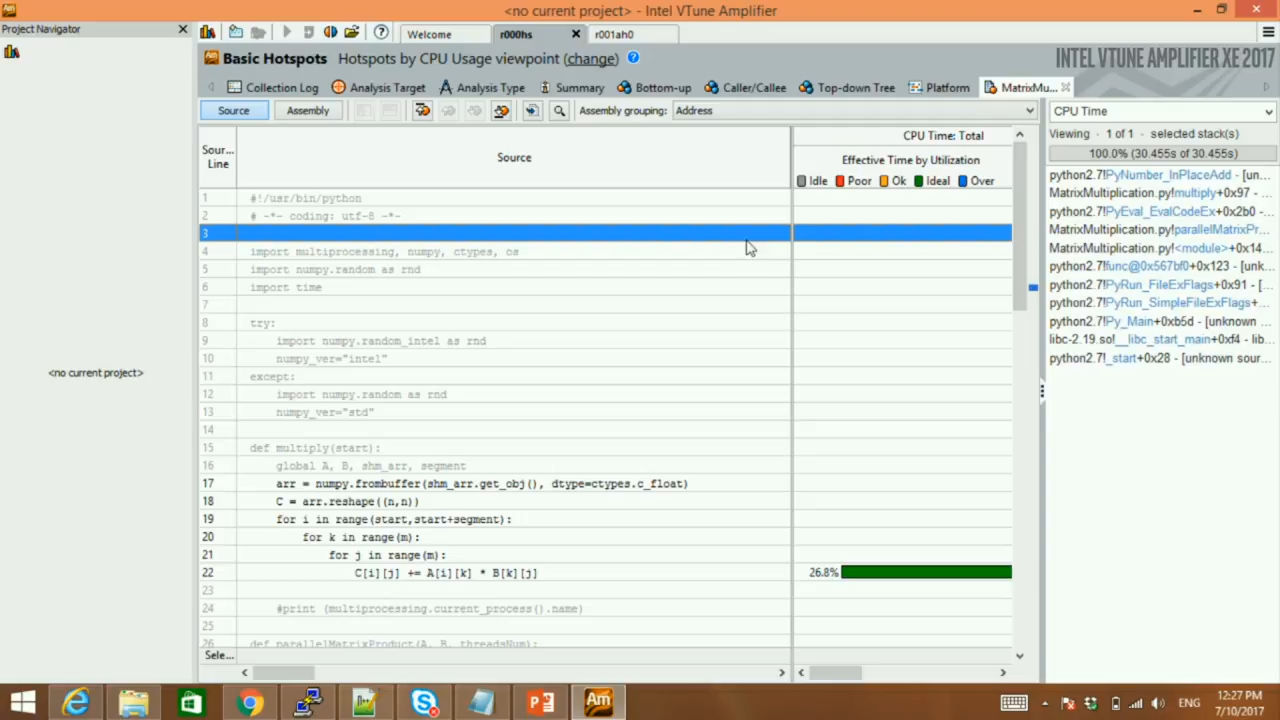 <no current project> - Intel VTune Amplifier
Project Navigator
Welcome
r000hs
r001ah0
Basic Hotspots Hotspots by CPU Usage viewpoint (change)
INTEL VTUNE AMPLIFIER XE 2017
Collection Log
Analysis Target
Analysis Type
Summary
Bottom-up
Caller/Callee
Top-down Tree
Platform
MatrixMu...
Source
Assembly
Assembly grouping: Address
CPU Time
Viewing · 1 of 1 · selected stack(s)
100.0% (30.455s of 30.455s)
Sour...
Line
Source
CPU Time: Total
Effective Time by Utilization
Idle Poor Ok Ideal Over
1 #!/usr/bin/python
2 # -*- coding: utf-8 -*-
3
4 import multiprocessing, numpy, ctypes, os
5 import numpy.random as rnd
6 import time
7
8 try:
9 import numpy.random_intel as rnd
10 numpy_ver="intel"
11 except:
12 import numpy.random as rnd
13 numpy_ver="std"
14
15 def multiply(start):
16 global A, B, shm_arr, segment
17 arr = numpy.frombuffer(shm_arr.get_obj(), dtype=ctypes.c_float)
18 C = arr.reshape((n,n))
19 for i in range(start,start+segment):
20 for k in range(m):
21 for j in range(m):
22 C[i][j] += A[i][k] * B[k][j] 26.8%
23
24 #print (multiprocessing.current_process().name)
25
26 def parallelMatrixProduct(A, B, threadsNum):
Sele...
python2.7!PyNumber_InPlaceAdd - [un...
MatrixMultiplication.py!multiply+0x97 - ...
python2.7!PyEval_EvalCodeEx+0x2b0 - ...
MatrixMultiplication.py!parallelMatrixPr...
MatrixMultiplication.py!<module>+0x14...
python2.7!func@0x567bf0+0x123 - [unk...
python2.7!PyRun_FileExFlags+0x91 - [...
python2.7!PyRun_SimpleFileExFlags+...
python2.7!Py_Main+0xb5d - [unknown ...
libc-2.19.so!__libc_start_main+0xf4 - lib...
python2.7!_start+0x28 - [unknown sour...
<no current project>
Am
ENG
12:27 PM
7/10/2017